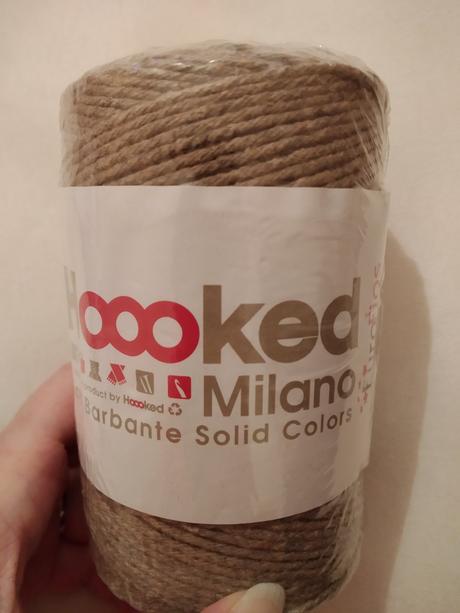 Hoooked
Milano
product by Hoooked
Barbante Solid Colors